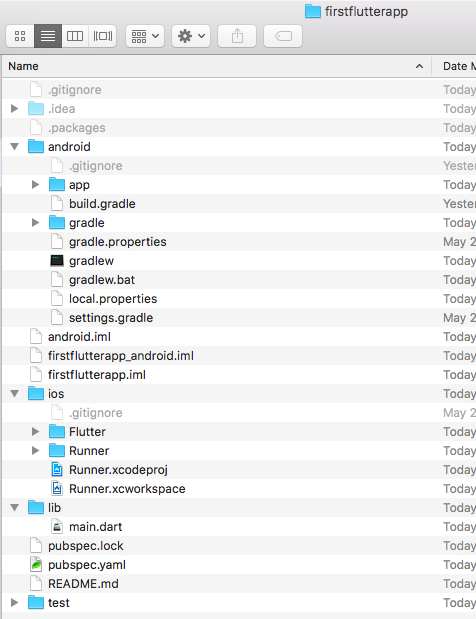 firstflutterapp
Name Date M
.gitignore Today
.idea Today
.packages Today
android Today
.gitignore Yester
app Today
build.gradle Yester
gradle Today
gradle.properties May 2
gradlew Today
gradlew.bat Today
local.properties Today
settings.gradle May 2
android.iml Today
firstflutterapp_android.iml Today
firstflutterapp.iml Today
ios Today
.gitignore May 2
Flutter Today
Runner Today
Runner.xcodeproj Today
Runner.xcworkspace Today
lib Today
main.dart Today
pubspec.lock Today
pubspec.yaml Today
README.md Today
test Today